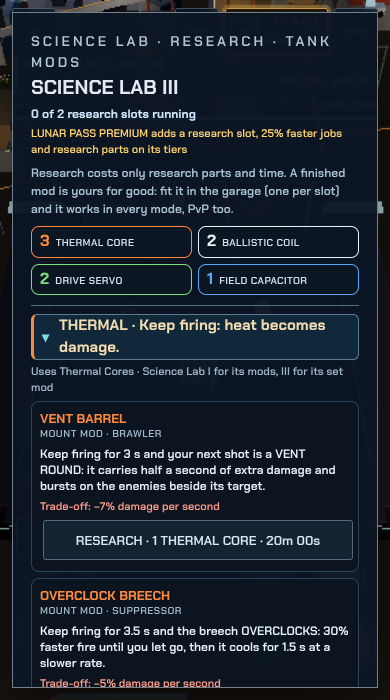 SCIENCE LAB · RESEARCH · TANK
MODS
SCIENCE LAB III
0 of 2 research slots running
LUNAR PASS PREMIUM adds a research slot, 25% faster jobs
and research parts on its tiers
Research costs only research parts and time. A finished
mod is yours for good: fit it in the garage (one per slot)
and it works in every mode, PvP too.
3 THERMAL CORE
2 BALLISTIC COIL
2 DRIVE SERVO
1 FIELD CAPACITOR
▼ THERMAL · Keep firing: heat becomes
damage.
Uses Thermal Cores · Science Lab I for its mods, III for its set
mod
VENT BARREL
MOUNT MOD · BRAWLER
Keep firing for 3 s and your next shot is a VENT
ROUND: it carries half a second of extra damage and
bursts on the enemies beside its target.
Trade-off: −7% damage per second
RESEARCH · 1 THERMAL CORE · 20m 00s
OVERCLOCK BREECH
MOUNT MOD · SUPPRESSOR
Keep firing for 3.5 s and the breech OVERCLOCKS: 30%
faster fire until you let go, then it cools for 1.5 s at a
slower rate.
Trade-off: −5% damage per second